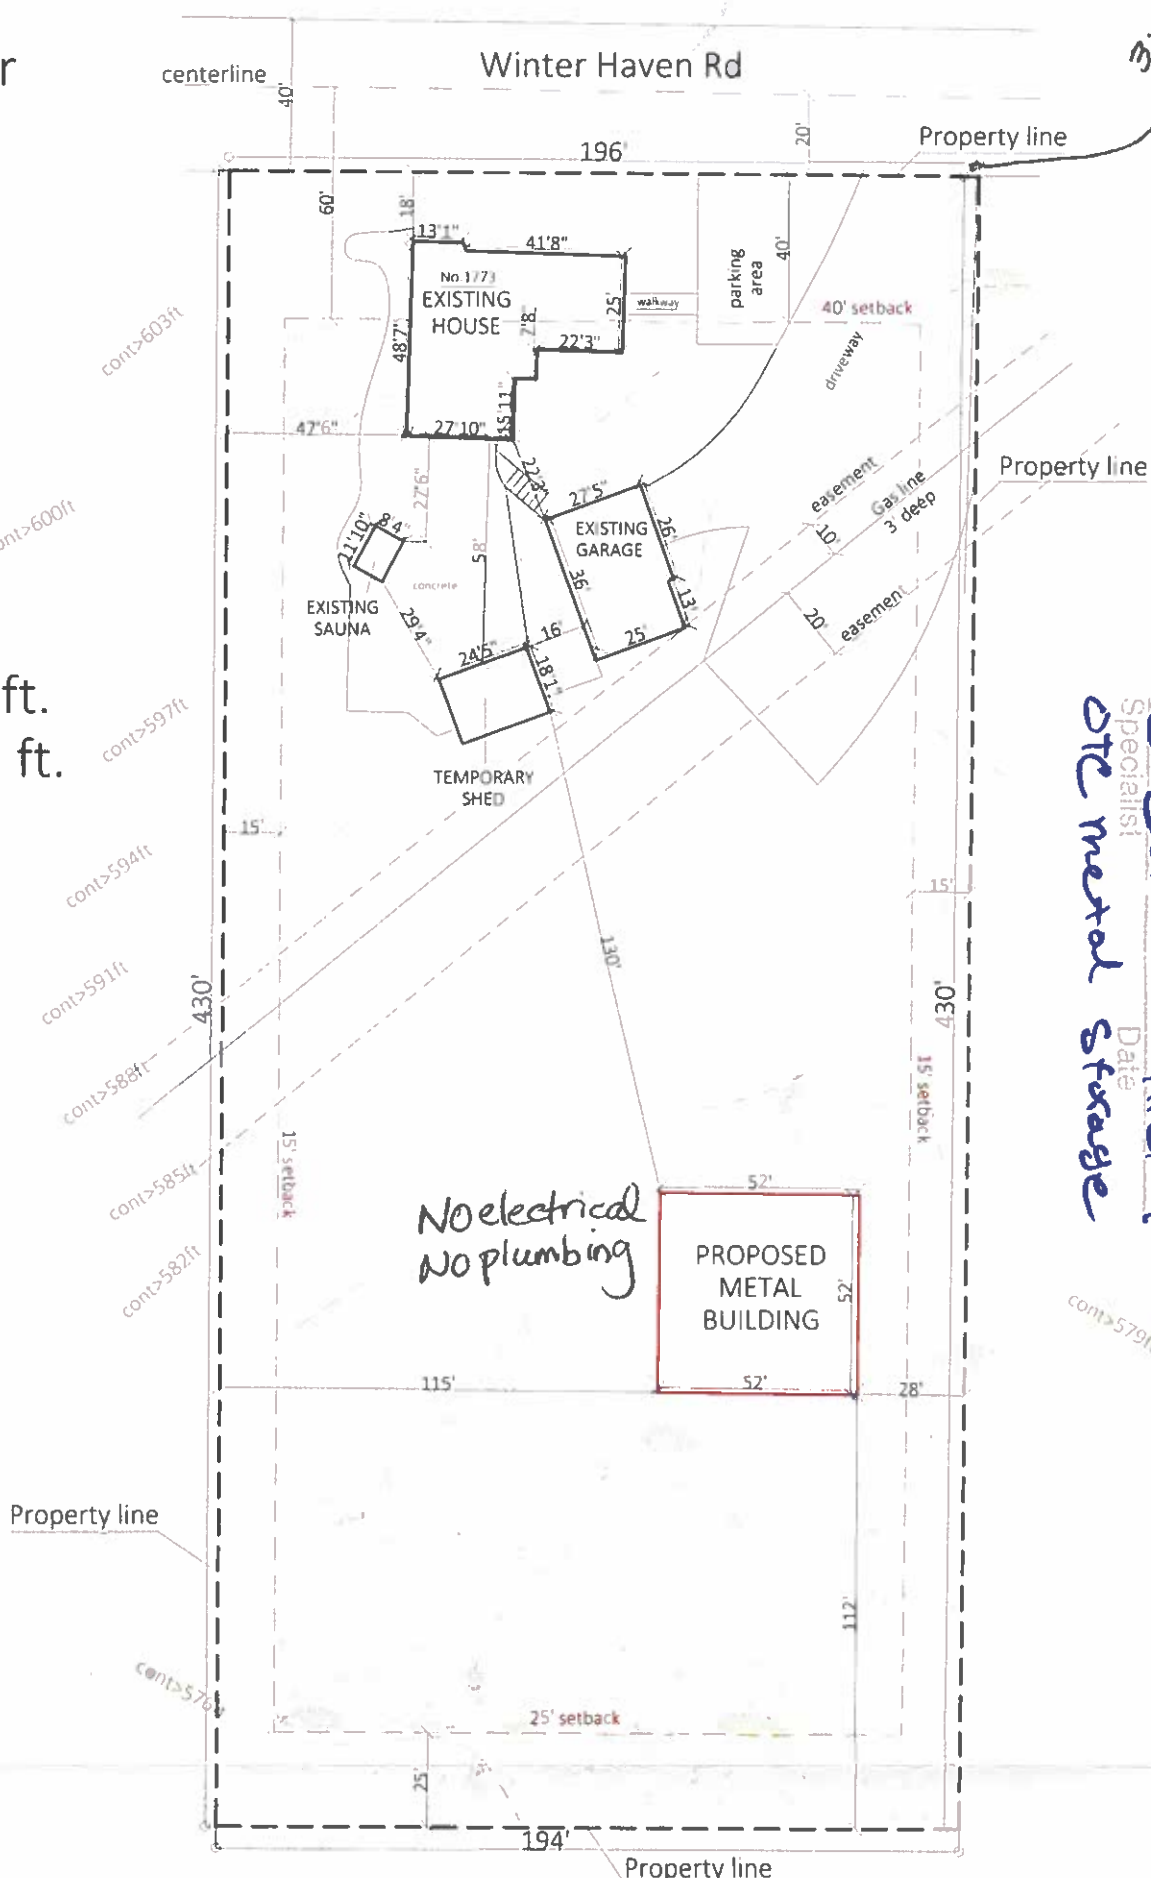 r
centerline
Winter Haven Rd
40'
20'
Property line
196'
60'
18'
13'1"
41'8"
No.1773
EXISTING
HOUSE
25'
walkway
parking
area
40'
40' setback
7'8"
22'3"
48'7"
15'11"
27'10"
47'6"
driveway
cont>603ft
Property line
easement
Gas line
3' deep
10'
20'
easement
22'3"
27'5"
EXISTING
GARAGE
26'
36'
13'
25'
27'6"
8'4"
11'10"
concrete
58'
EXISTING
SAUNA
29'4"
24'5"
16'
18'1"
TEMPORARY
SHED
cont>600ft
ft.
ft.
cont>597ft
15'
cont>594ft
15'
130'
cont>591ft
430'
430'
cont>588ft
15' setback
15' setback
cont>585ft
cont>582ft
Specialist
Date
OTC metal storage
No electrical
No plumbing
52'
PROPOSED
METAL
BUILDING
52'
52'
115'
28'
cont>579ft
Property line
112'
cont>576
25' setback
25'
194'
Property line